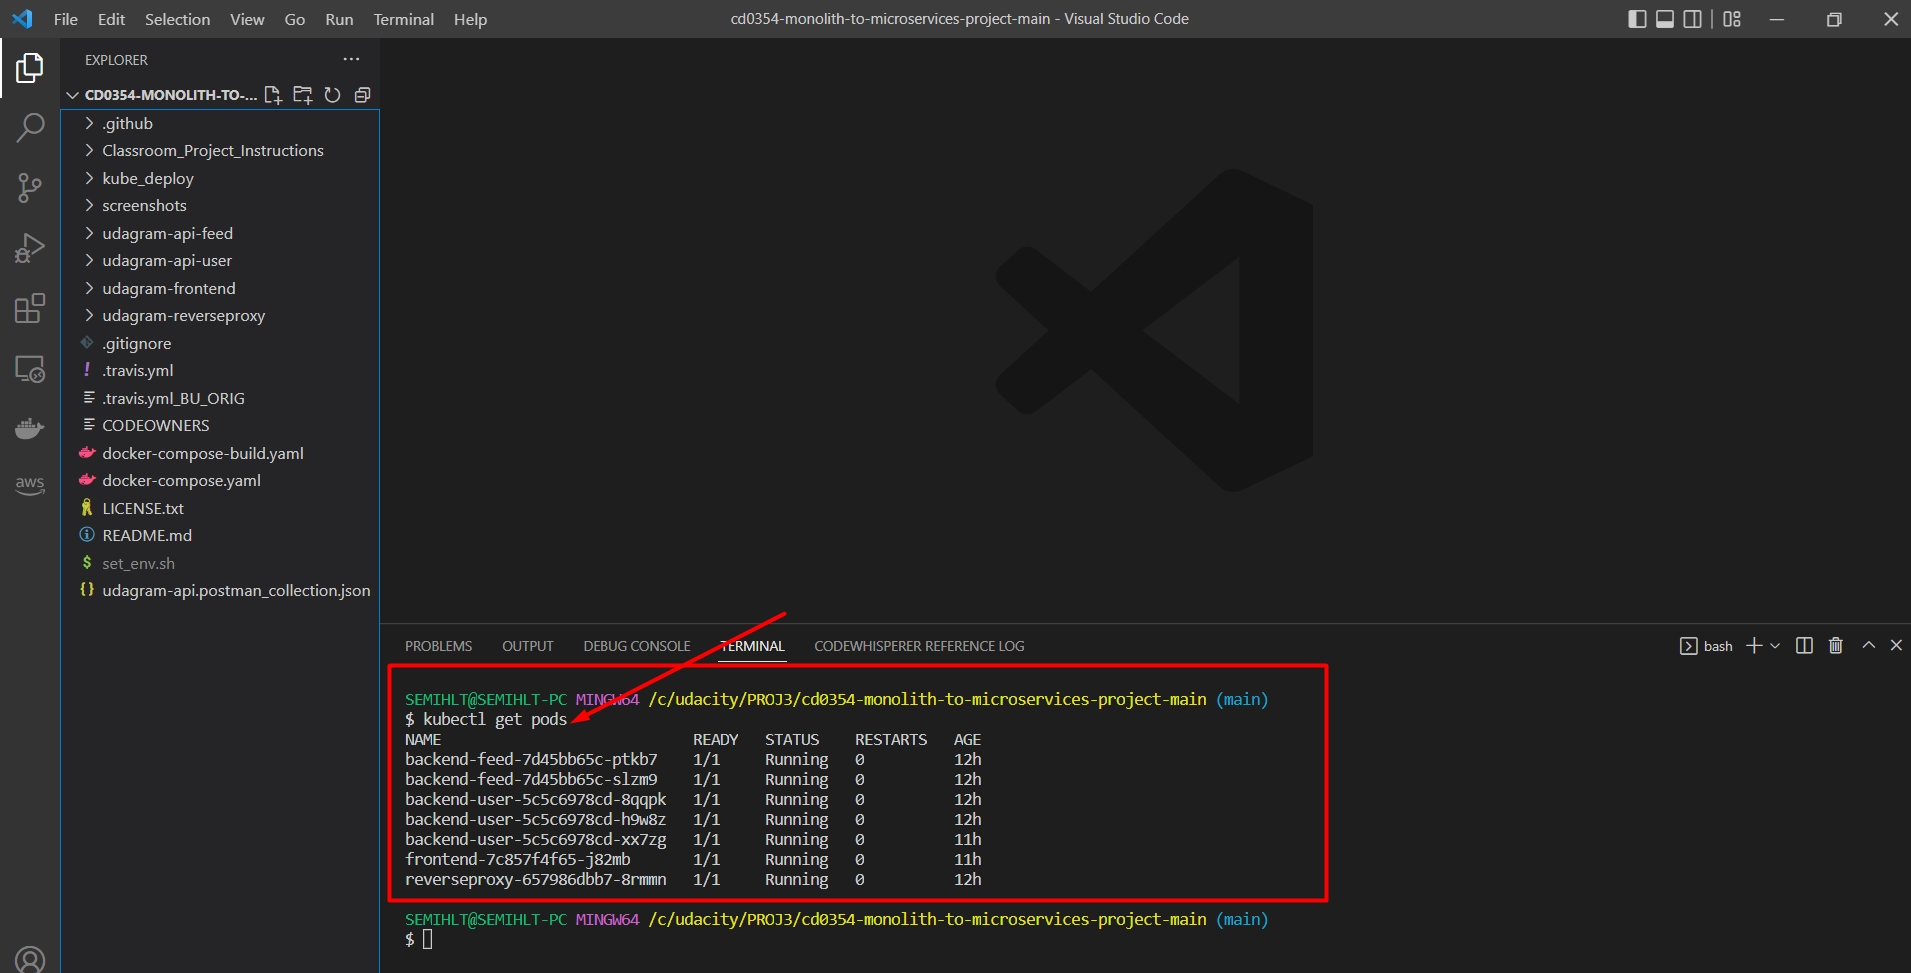 File Edit Selection View Go Run Terminal Help
cd0354-monolith-to-microservices-project-main - Visual Studio Code
EXPLORER
CD0354-MONOLITH-TO-...
.github
Classroom_Project_Instructions
kube_deploy
screenshots
udagram-api-feed
udagram-api-user
udagram-frontend
udagram-reverseproxy
.gitignore
.travis.yml
.travis.yml_BU_ORIG
CODEOWNERS
docker-compose-build.yaml
docker-compose.yaml
LICENSE.txt
README.md
set_env.sh
udagram-api.postman_collection.json
aws
PROBLEMS OUTPUT DEBUG CONSOLE TERMINAL CODEWHISPERER REFERENCE LOG
bash
SEMIHLT@SEMIHLT-PC MINGW64 /c/udacity/PROJ3/cd0354-monolith-to-microservices-project-main (main)
$ kubectl get pods
NAME READY STATUS RESTARTS AGE
backend-feed-7d45bb65c-ptkb7 1/1 Running 0 12h
backend-feed-7d45bb65c-slzm9 1/1 Running 0 12h
backend-user-5c5c6978cd-8qqpk 1/1 Running 0 12h
backend-user-5c5c6978cd-h9w8z 1/1 Running 0 12h
backend-user-5c5c6978cd-xx7zg 1/1 Running 0 11h
frontend-7c857f4f65-j82mb 1/1 Running 0 11h
reverseproxy-657986dbb7-8rmmn 1/1 Running 0 12h
SEMIHLT@SEMIHLT-PC MINGW64 /c/udacity/PROJ3/cd0354-monolith-to-microservices-project-main (main)
$